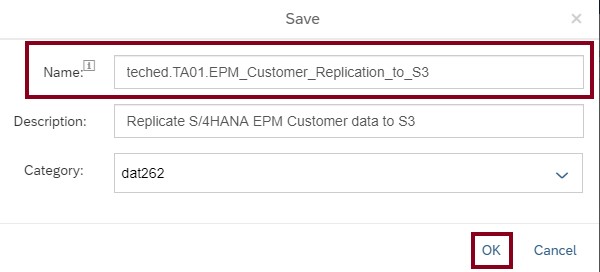 Save
Name: teched.TA01.EPM_Customer_Replication_to_S3
Description: Replicate S/4HANA EPM Customer data to S3
Category: dat262
OK Cancel